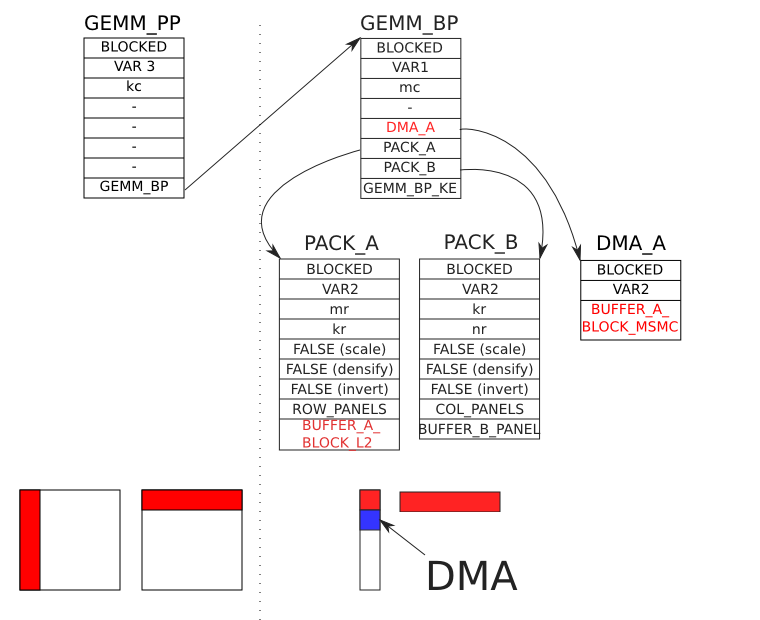 GEMM_PP
BLOCKED
VAR 3
kc
-
-
-
-
GEMM_BP
GEMM_BP
BLOCKED
VAR1
mc
-
DMA_A
PACK_A
PACK_B
GEMM_BP_KE
PACK_A
BLOCKED
VAR2
mr
kr
FALSE (scale)
FALSE (densify)
FALSE (invert)
ROW_PANELS
BUFFER_A_
BLOCK_L2
PACK_B
BLOCKED
VAR2
kr
nr
FALSE (scale)
FALSE (densify)
FALSE (invert)
COL_PANELS
BUFFER_B_PANEL
DMA_A
BLOCKED
VAR2
BUFFER_A_
BLOCK_MSMC
DMA